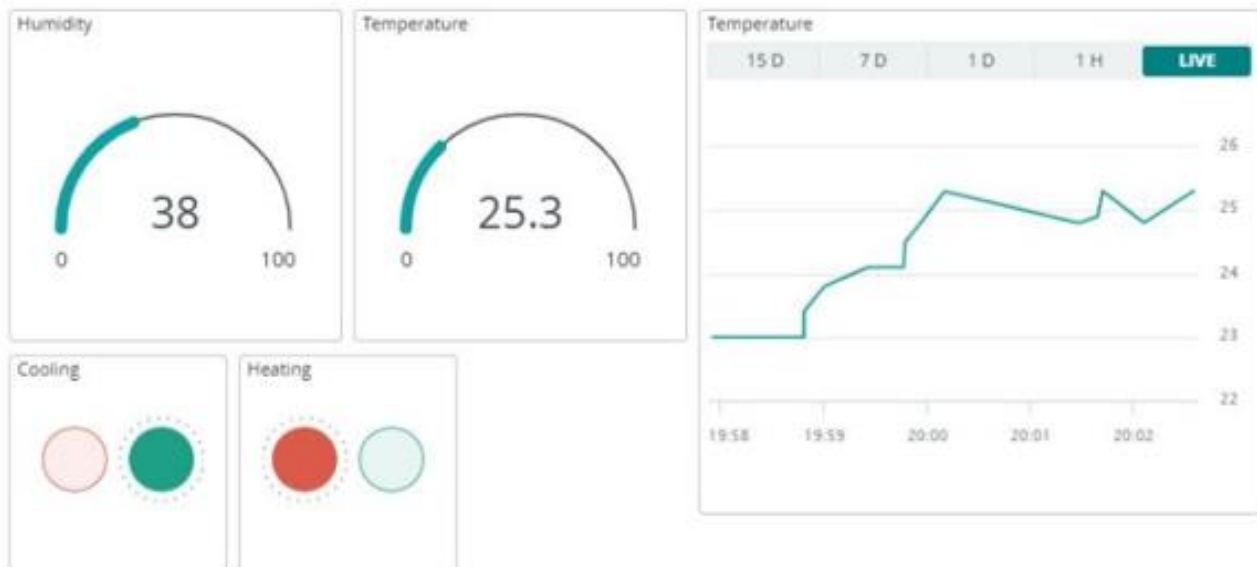 Humidity
38
0 100
Temperature
25.3
0 100
Temperature
15 D 7 D 1 D 1 H LIVE
26
25
24
23
22
19:58 19:59 20:00 20:01 20:02
Cooling
Heating